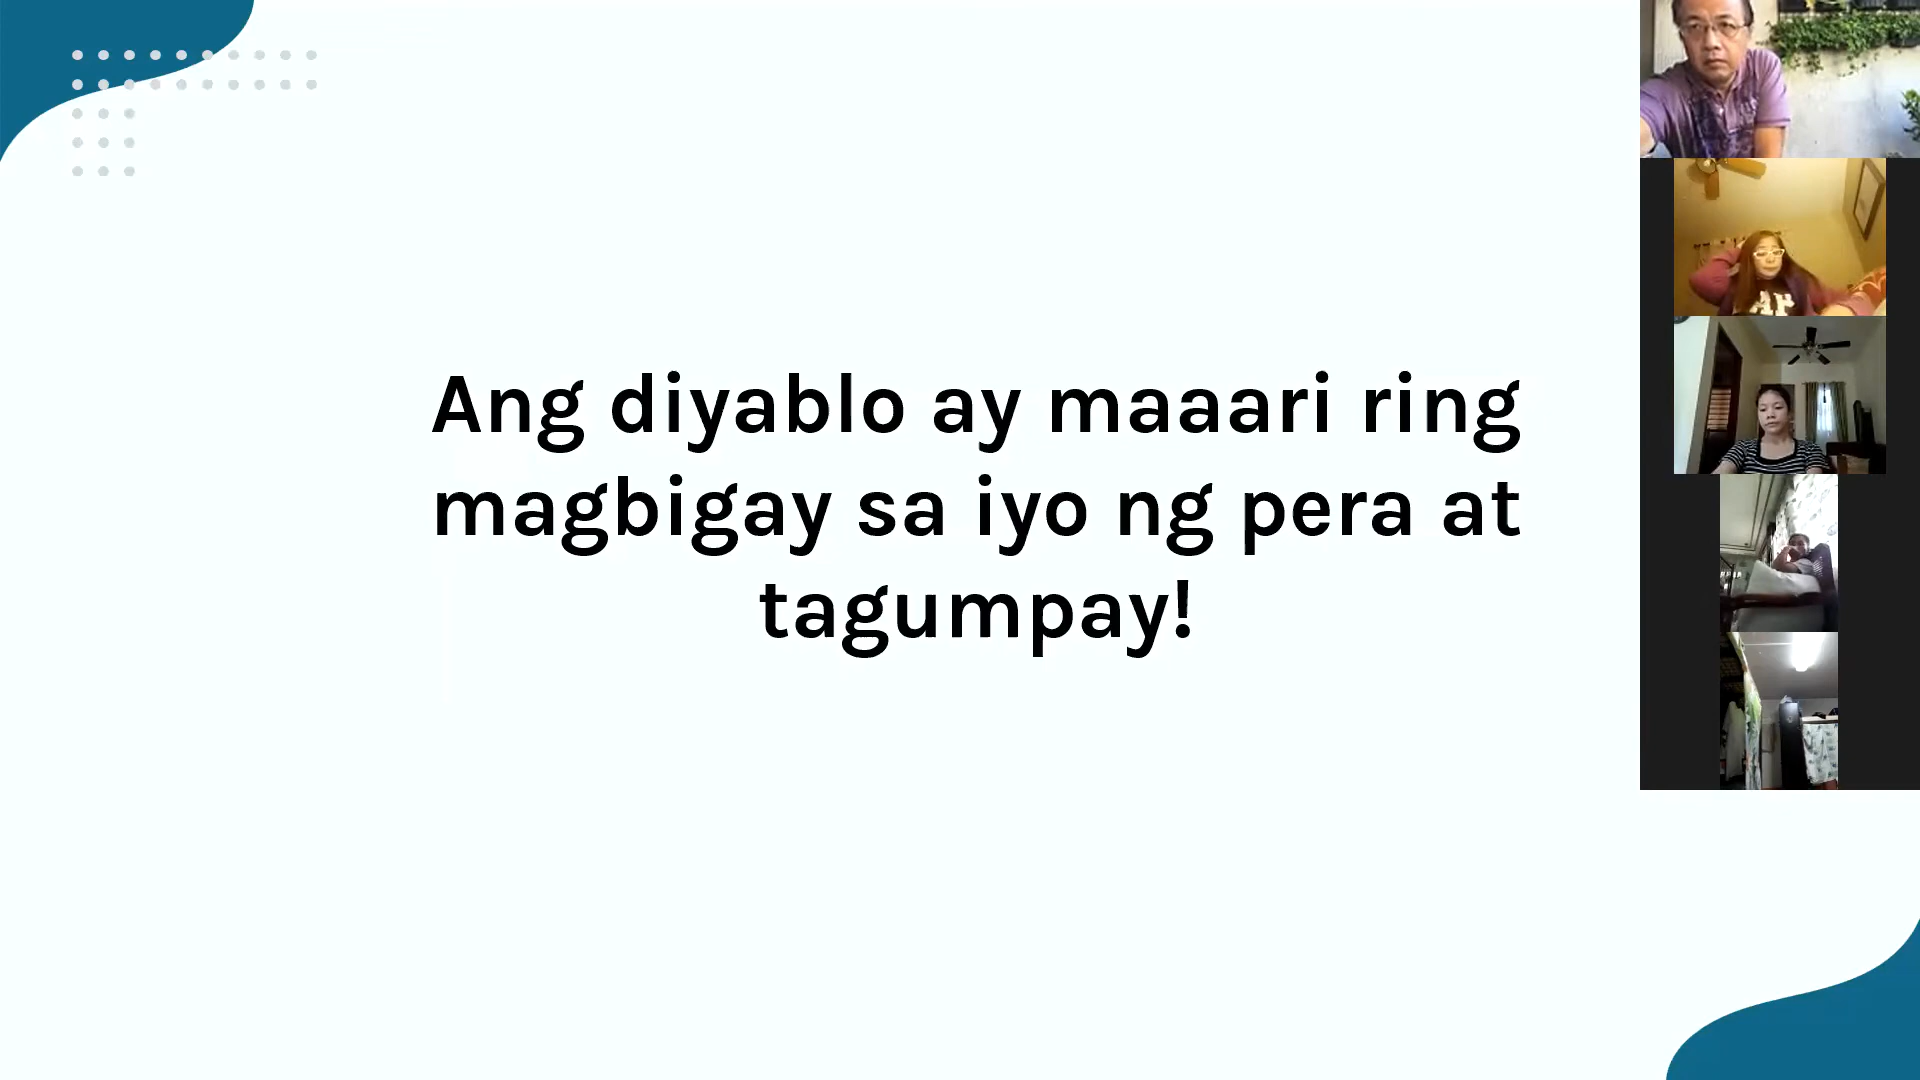 Ang diyablo ay maaari ring
magbigay sa iyo ng pera at
tagumpay!